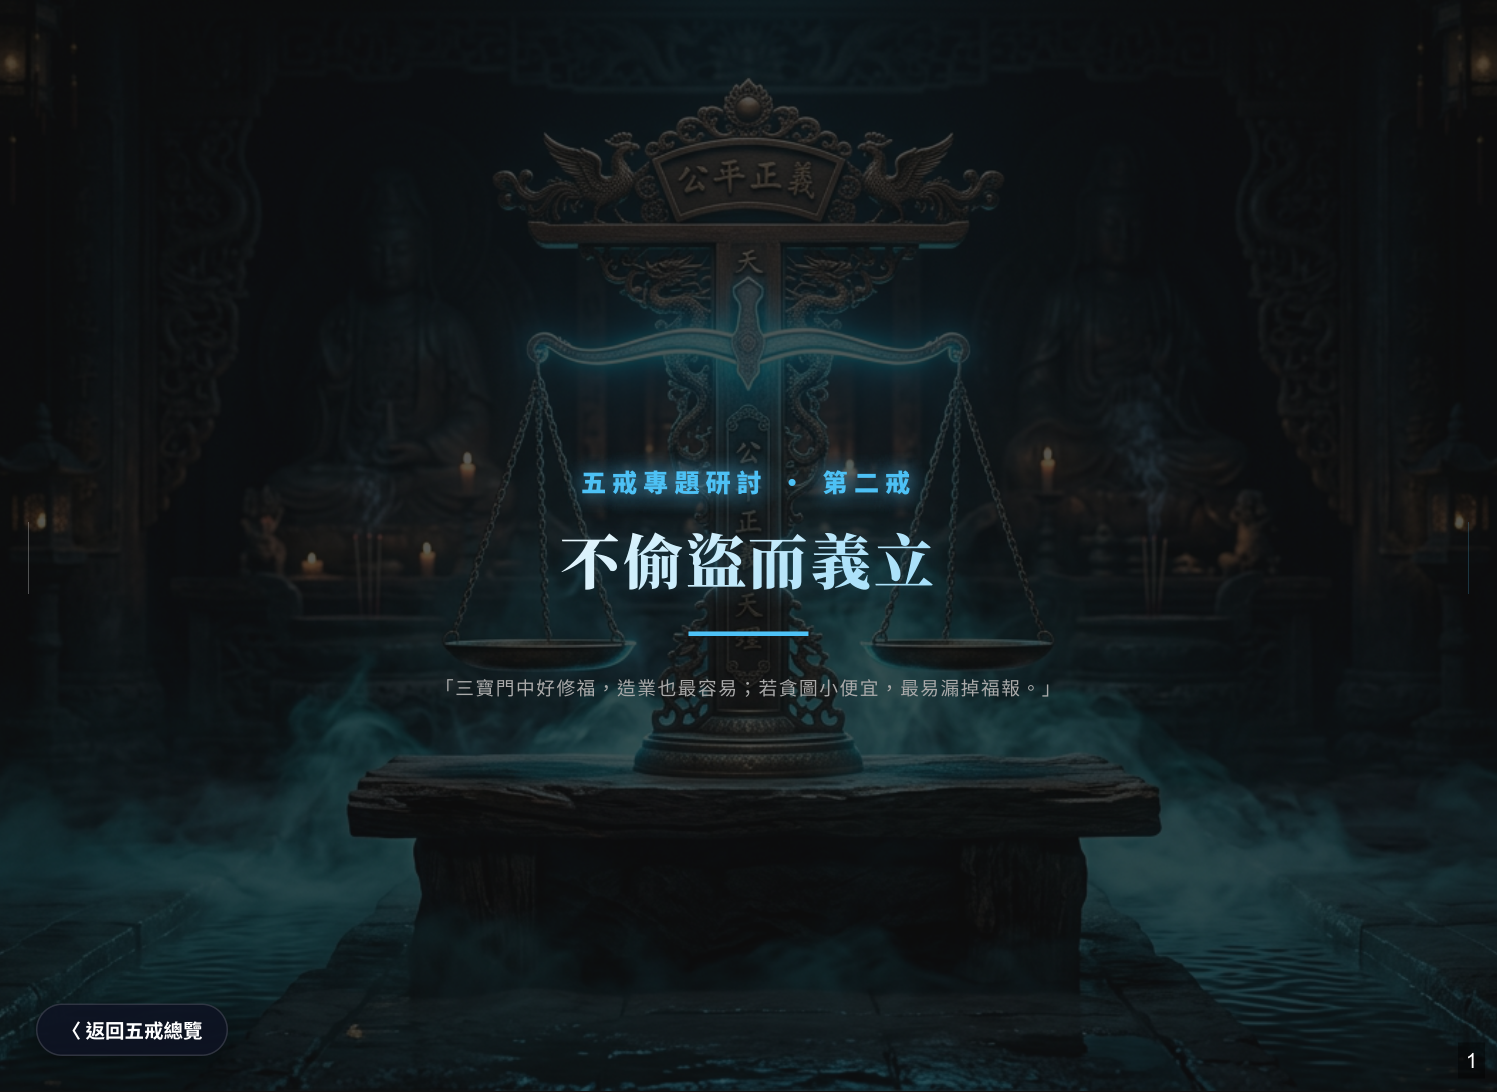 公平正義
天
公
五戒專題研討 · 第二戒
正
不偷盜而義立
天
理
「三寶門中好修福，造業也最容易；若貪圖小便宜，最易漏掉福報。」
〈 返回五戒總覽
1